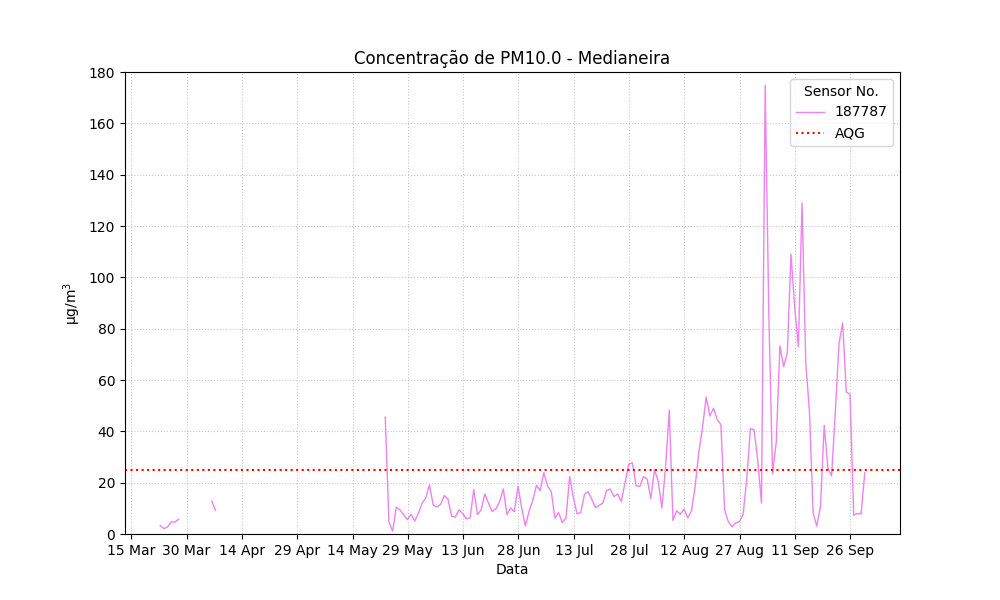 Concentração de PM10.0 - Medianeira
180
160
140
120
100
80
60
40
20
0
µg/m³
Sensor No.
187787
AQG
15 Mar 30 Mar 14 Apr 29 Apr 14 May 29 May 13 Jun 28 Jun 13 Jul 28 Jul 12 Aug 27 Aug 11 Sep 26 Sep
Data